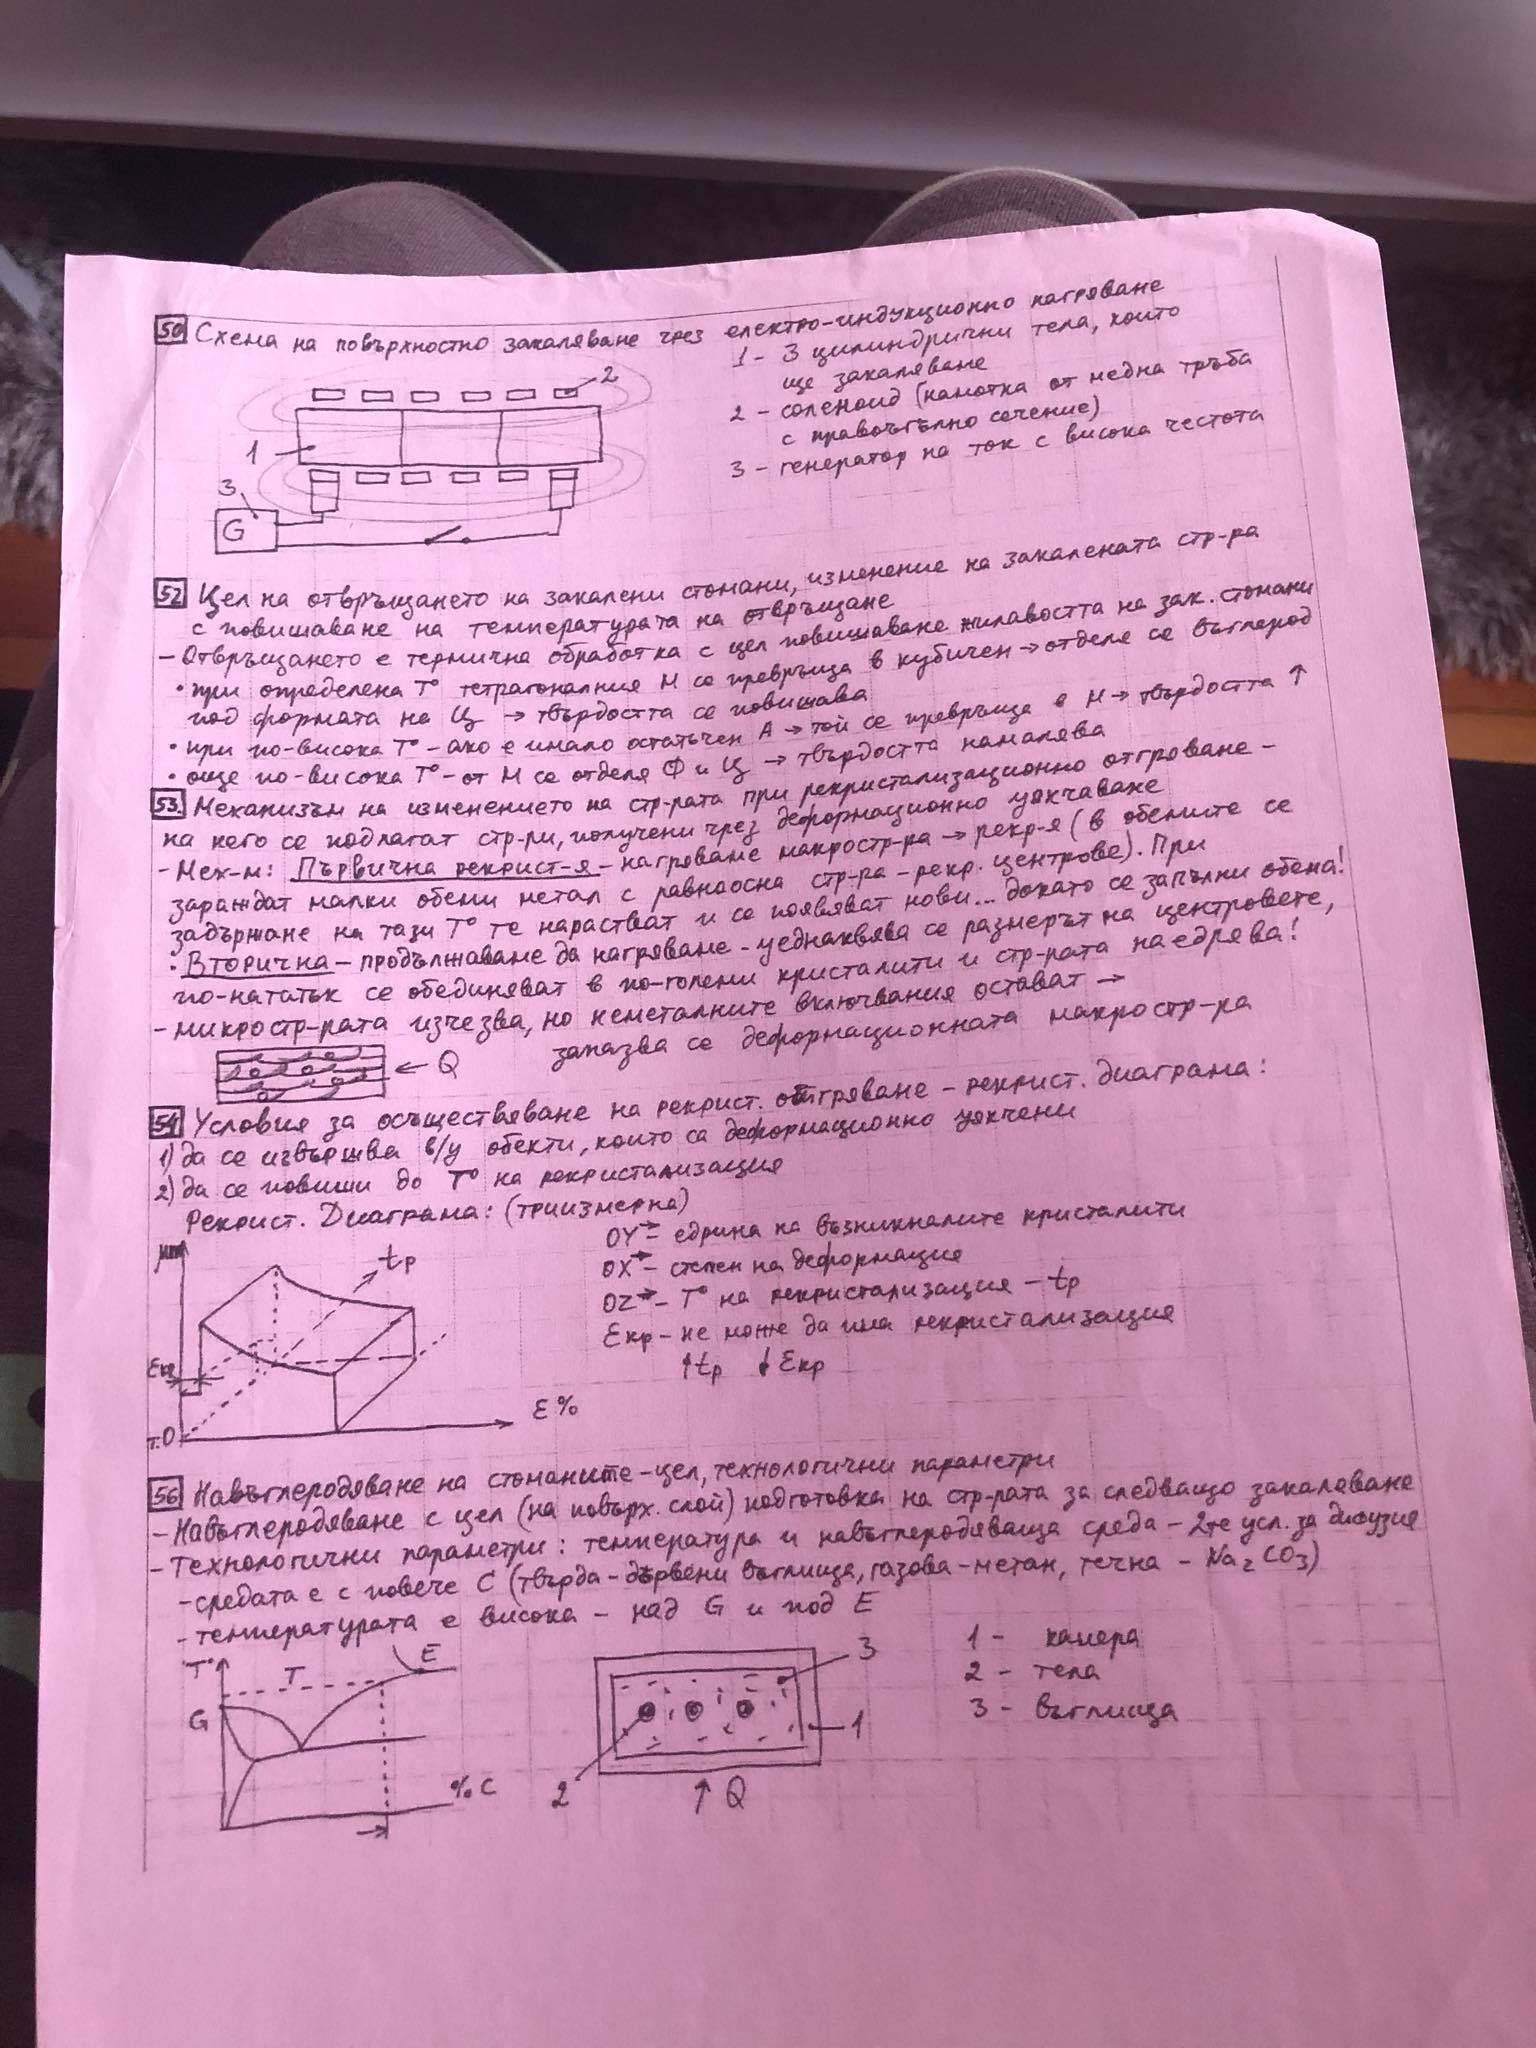 50 Схема на повърхностно закаляване чрез електро-индукционно нагряване
1 - 3 цилиндрични тела, които
ще закаляване
2 - соленоид (намотка от медна тръба
с правоъгълно сечение)
3 - генератор на ток с висока честота
2
1
3
G
52 Цел на отвръщането на закалени стомани, изменение на закалената стр-ра
с повишаване на температурата на отвръщане
- Отвръщането е термична обработка с цел повишаване жилавостта на зак. стомани
• при определена T° тетрагоналния М се превръща в кубичен → отделя се въглерод
под формата на Ц → твърдостта се повишава
• при по-висока T° - ако е имало остатъчен А → той се превръща в М → твърдостта ↑
• още по-висока T° - от М се отделя Ф и Ц → твърдостта намалява
53. Механизъм на изменението на стр-рата при рекристализационно отгряване -
на него се подлагат стр-ри, получени чрез деформационно уякчаване
- Мех-м: Първична рекрист-я - нагряваме макростр-ра → рекр-я (в обемите се
зараждат малки обеми метал с равноосна стр-ра - рекр. центрове). При
задържане на тази T° те нарастват и се появяват нови... докато се запълни обема!
• Вторична - продължаваме да нагряваме - уеднаквява се размерът на центровете,
по-нататък се обединяват в по-големи кристалити и стр-рата наедрява!
- микростр-рата изчезва, но неметалните включвания остават →
запазва се деформационната макростр-ра
← Q
54 Условия за осъществяване на рекрист. отгряване - рекрист. диаграма:
1) да се извършва в/у обекти, които са деформационно уякчени
2) да се повиши до T° на рекристализация
Рекрист. Диаграма: (триизмерна)
OY→ - едрина на възникналите кристалити
OX→ - степен на деформация
OZ→ - T° на рекристализация - tр
Eкр - не може да има рекристализация
↑tр ↓Eкр
μm
tр
Eкр
т.O
E%
56 Навъглеродяване на стоманите - цел, технологични параметри
- Навъглеродяване с цел (на повърх. слой) подготовка на стр-рата за следващо закаляване
- Технологични параметри: температура и навъглеродяваща среда - 2те усл. за дифузия
- средата е с повече C (твърда - дървени въглища, газова - метан, течна - Na2CO3)
- температурата е висока - над G и под E
T°
T
E
G
% C
3
1
2
↑ Q
1 - камера
2 - тела
3 - въглища